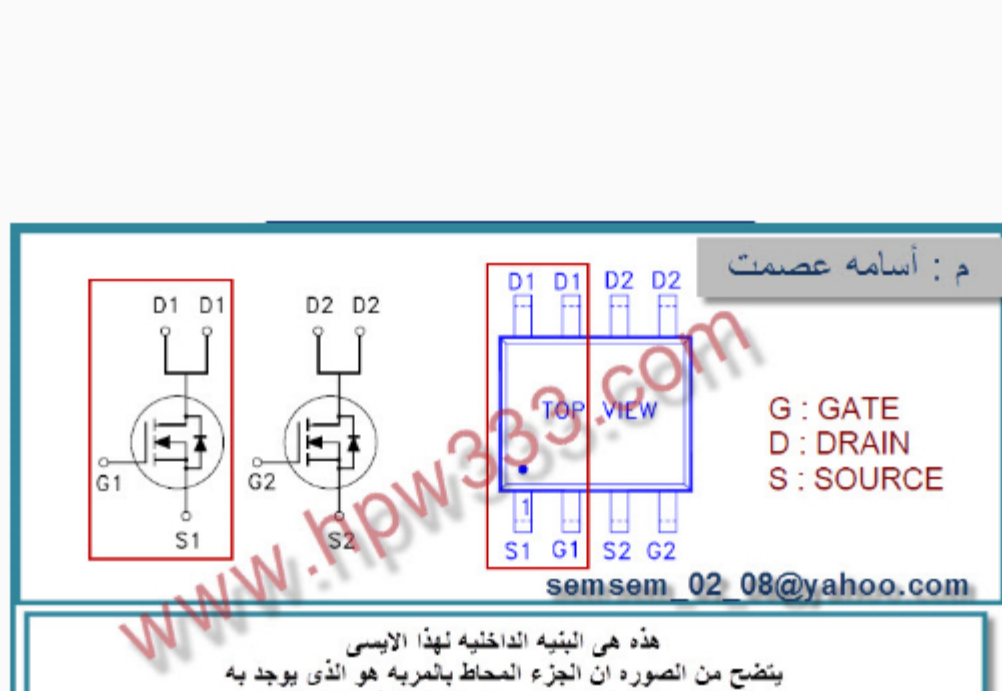 م : أسامه عصمت
D1 D1 D2 D2
G1 G2
S1 S2
D1 D1 D2 D2
TOP VIEW
1
S1 G1 S2 G2
G : GATE
D : DRAIN
S : SOURCE
www.hpw333.com
semsem_02_08@yahoo.com
هذه هى البنيه الداخليه لهذا الايسى
يتضح من الصوره ان الجزء المحاط بالمربه هو الذى يوجد به